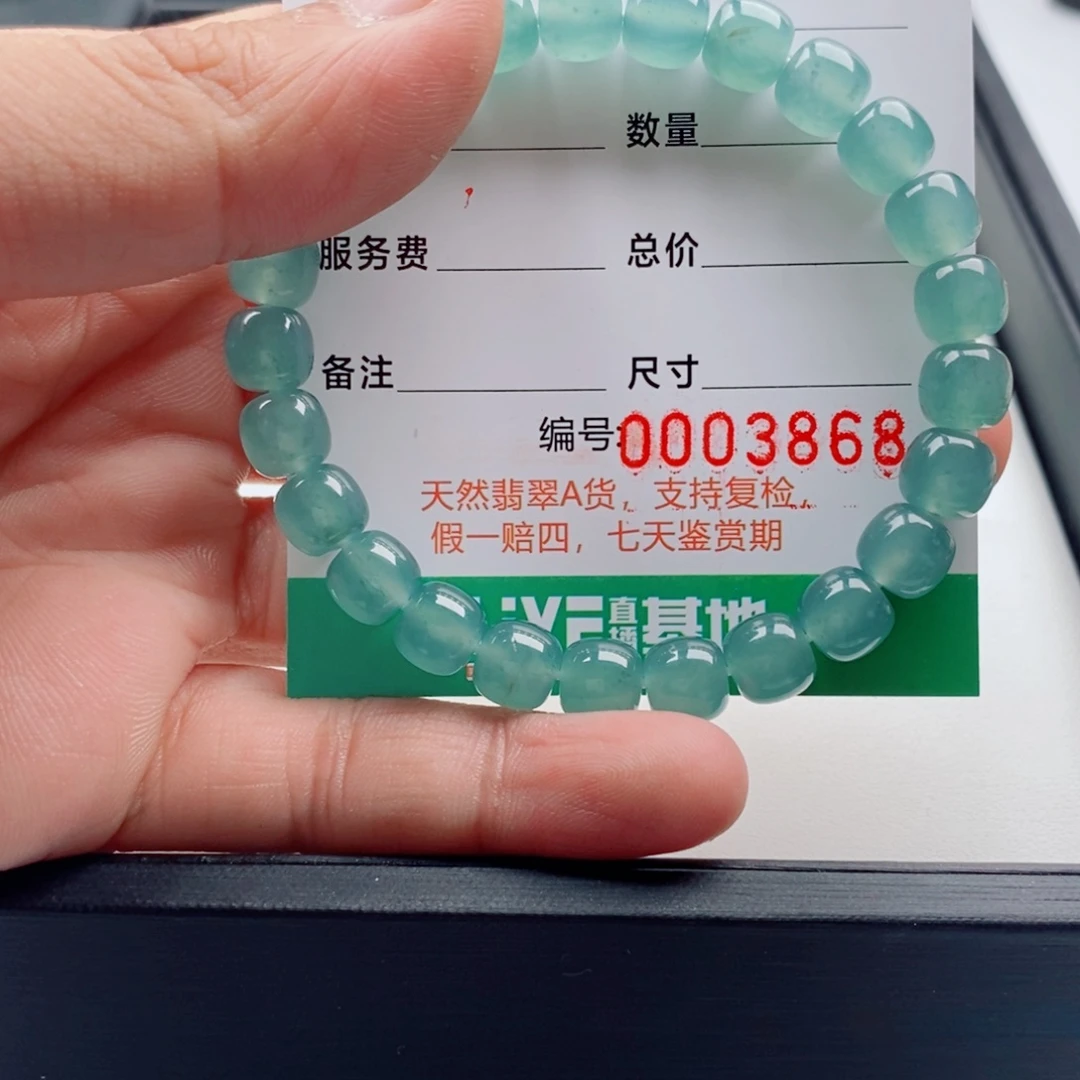 数量
服务费 总价
备注 尺寸
编号:0003868
天然翡翠A货，支持复检，
假一赔四，七天鉴赏期
直播基地